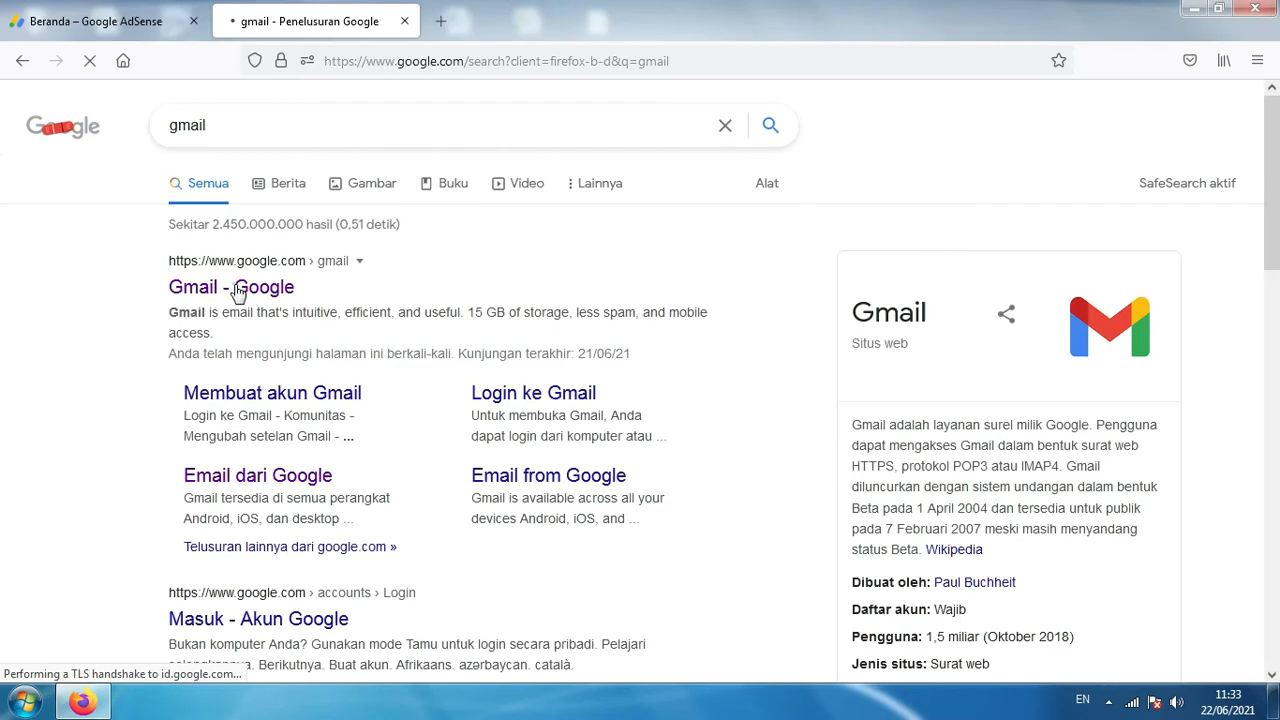 Beranda – Google AdSense
gmail - Penelusuran Google
https://www.google.com/search?client=firefox-b-d&q=gmail
Google
gmail
Semua
Berita
Gambar
Buku
Video
Lainnya
Alat
SafeSearch aktif
Sekitar 2.450.000.000 hasil (0,51 detik)
https://www.google.com › gmail
Gmail - Google
Gmail is email that's intuitive, efficient, and useful. 15 GB of storage, less spam, and mobile
access.
Anda telah mengunjungi halaman ini berkali-kali. Kunjungan terakhir: 21/06/21
Membuat akun Gmail
Login ke Gmail - Komunitas -
Mengubah setelan Gmail - ...
Login ke Gmail
Untuk membuka Gmail, Anda
dapat login dari komputer atau ...
Email dari Google
Gmail tersedia di semua perangkat
Android, iOS, dan desktop ...
Email from Google
Gmail is available across all your
devices Android, iOS, and ...
Telusuran lainnya dari google.com »
https://www.google.com › accounts › Login
Masuk - Akun Google
Bukan komputer Anda? Gunakan mode Tamu untuk login secara pribadi. Pelajari
selengkapnya. Berikutnya. Buat akun. Afrikaans. azərbaycan. català.
Gmail
Situs web
Gmail adalah layanan surel milik Google. Pengguna
dapat mengakses Gmail dalam bentuk surat web
HTTPS, protokol POP3 atau IMAP4. Gmail
diluncurkan dengan sistem undangan dalam bentuk
Beta pada 1 April 2004 dan tersedia untuk publik
pada 7 Februari 2007 meski masih menyandang
status Beta. Wikipedia
Dibuat oleh: Paul Buchheit
Daftar akun: Wajib
Pengguna: 1,5 miliar (Oktober 2018)
Jenis situs: Surat web
Performing a TLS handshake to id.google.com...
EN
11:33
22/06/2021